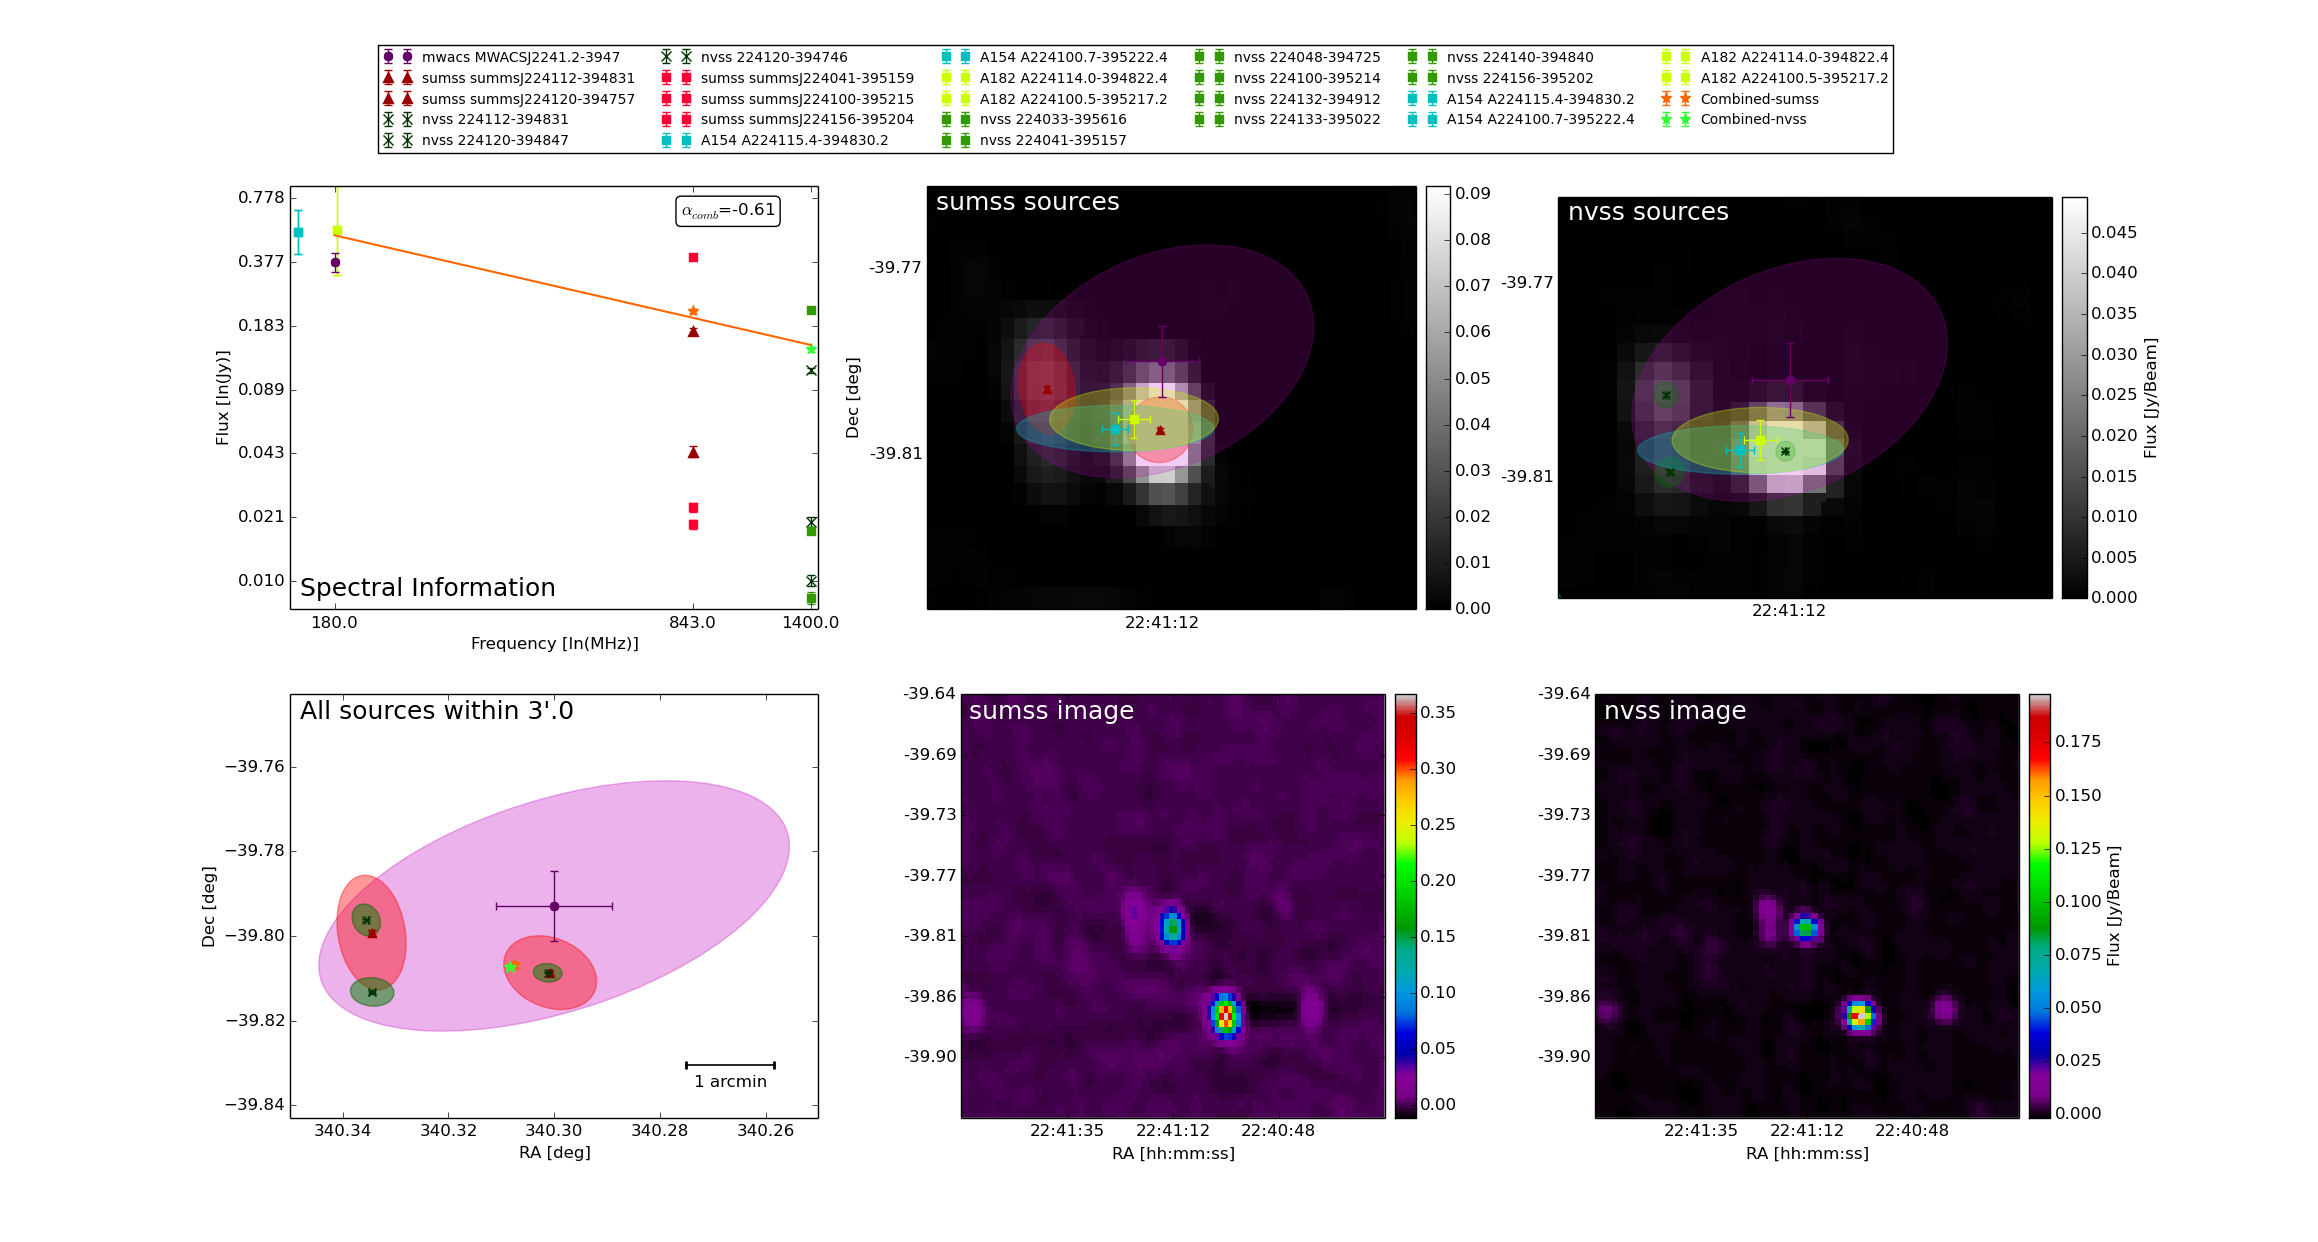 mwacs MWACSJ2241.2-3947
sumss summsJ224112-394831
sumss summsJ224120-394757
nvss 224112-394831
nvss 224120-394847
nvss 224120-394746
sumss summsJ224041-395159
sumss summsJ224100-395215
sumss summsJ224156-395204
A154 A224115.4-394830.2
A154 A224100.7-395222.4
A182 A224114.0-394822.4
A182 A224100.5-395217.2
nvss 224033-395616
nvss 224041-395157
nvss 224048-394725
nvss 224100-395214
nvss 224132-394912
nvss 224133-395022
nvss 224140-394840
nvss 224156-395202
A154 A224115.4-394830.2
A154 A224100.7-395222.4
A182 A224114.0-394822.4
A182 A224100.5-395217.2
Combined-sumss
Combined-nvss
0.778
0.377
0.183
0.089
0.043
0.021
0.010
Flux [ln(Jy)]
αcomb=-0.61
Spectral Information
180.0
843.0
1400.0
Frequency [ln(MHz)]
sumss sources
-39.77
-39.81
Dec [deg]
22:41:12
0.09
0.08
0.07
0.06
0.05
0.04
0.03
0.02
0.01
0.00
nvss sources
-39.77
-39.81
22:41:12
0.045
0.040
0.035
0.030
0.025
0.020
0.015
0.010
0.005
0.000
Flux [Jy/Beam]
All sources within 3'.0
−39.76
−39.78
−39.80
−39.82
−39.84
Dec [deg]
1 arcmin
340.34
340.32
340.30
340.28
340.26
RA [deg]
sumss image
-39.64
-39.69
-39.73
-39.77
-39.81
-39.86
-39.90
22:41:35
22:41:12
22:40:48
RA [hh:mm:ss]
0.35
0.30
0.25
0.20
0.15
0.10
0.05
0.00
nvss image
-39.64
-39.69
-39.73
-39.77
-39.81
-39.86
-39.90
22:41:35
22:41:12
22:40:48
RA [hh:mm:ss]
0.175
0.150
0.125
0.100
0.075
0.050
0.025
0.000
Flux [Jy/Beam]